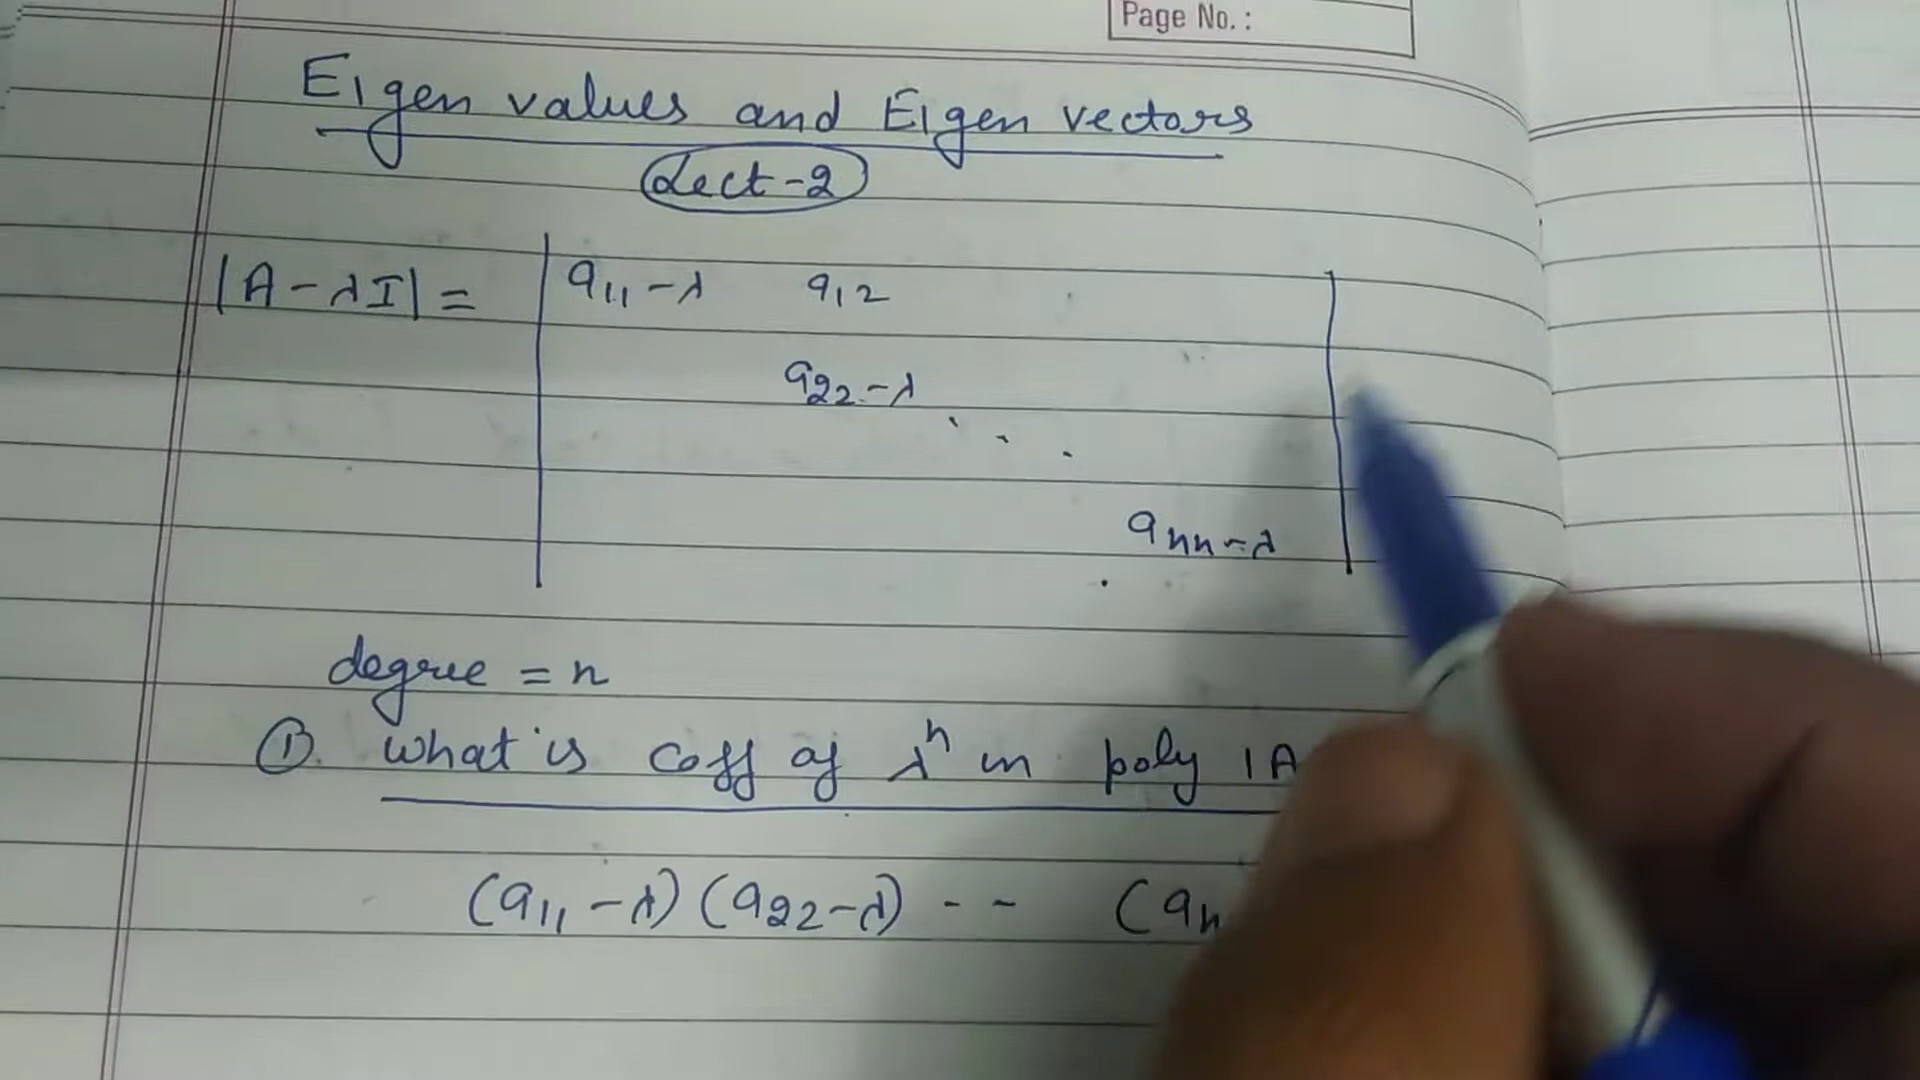 Page No. :
Eigen values and Eigen vectors
Lect-2
|A - λI| = | a11 - λ a12 |
a22 - λ
ann - λ
degree = n
① what is coff of λ^n in poly |A
(a11 - λ) (a22 - λ) - - (an